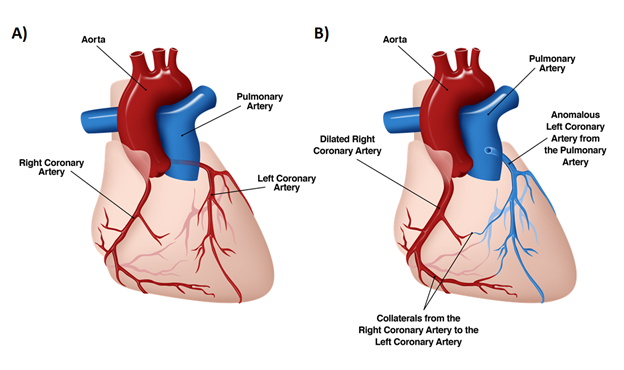 A)
Aorta
Pulmonary
Artery
Right Coronary
Artery
Left Coronary
Artery
B)
Aorta
Pulmonary
Artery
Anomalous
Left Coronary
Artery from
the Pulmonary
Artery
Dilated Right
Coronary Artery
Collaterals from the
Right Coronary Artery to the
Left Coronary Artery